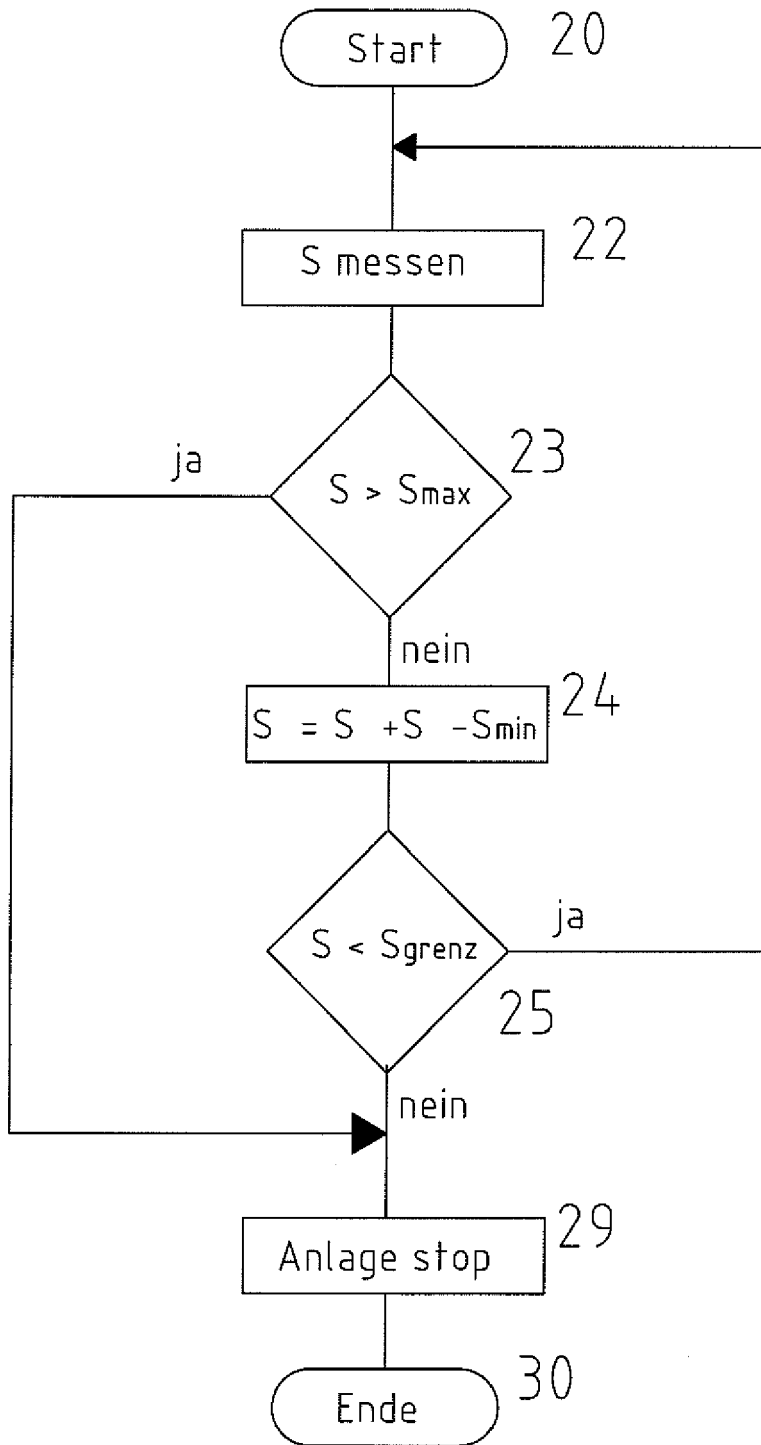 Start 20
S messen 22
23
ja
S > Smax
nein
24
S = S +S -Smin
S < Sgrenz
ja
25
nein
29
Anlage stop
Ende 30